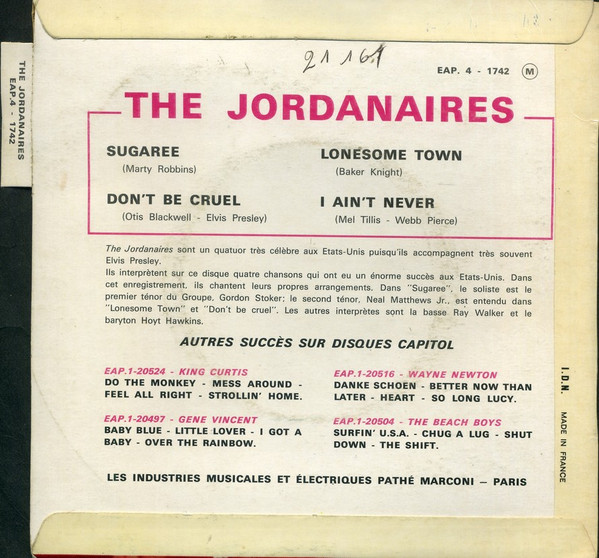 21 161
EAP. 4 - 1742 M
THE JORDANAIRES
EAP.4 - 1742
THE JORDANAIRES
SUGAREE
(Marty Robbins)
LONESOME TOWN
(Baker Knight)
DON'T BE CRUEL
(Otis Blackwell - Elvis Presley)
I AIN'T NEVER
(Mel Tillis - Webb Pierce)
The Jordanaires sont un quatuor très célèbre aux Etats-Unis puisqu'ils accompagnent très souvent
Elvis Presley.
Ils interprètent sur ce disque quatre chansons qui ont eu un énorme succès aux Etats-Unis. Dans
cet enregistrement, ils chantent leurs propres arrangements. Dans "Sugaree", le soliste est le
premier ténor du Groupe, Gordon Stoker; le second ténor, Neal Matthews Jr., est entendu dans
"Lonesome Town" et "Don't be cruel". Les autres interprètes sont la basse Ray Walker et le
baryton Hoyt Hawkins.
AUTRES SUCCÈS SUR DISQUES CAPITOL
EAP.1-20524 - KING CURTIS
DO THE MONKEY - MESS AROUND -
FEEL ALL RIGHT - STROLLIN' HOME.
EAP.1-20516 - WAYNE NEWTON
DANKE SCHOEN - BETTER NOW THAN
LATER - HEART - SO LONG LUCY.
EAP.1-20497 - GENE VINCENT
BABY BLUE - LITTLE LOVER - I GOT A
BABY - OVER THE RAINBOW.
EAP.1-20504 - THE BEACH BOYS
SURFIN' U.S.A. - CHUG A LUG - SHUT
DOWN - THE SHIFT.
LES INDUSTRIES MUSICALES ET ÉLECTRIQUES PATHÉ MARCONI – PARIS
I.D.N. MADE IN FRANCE